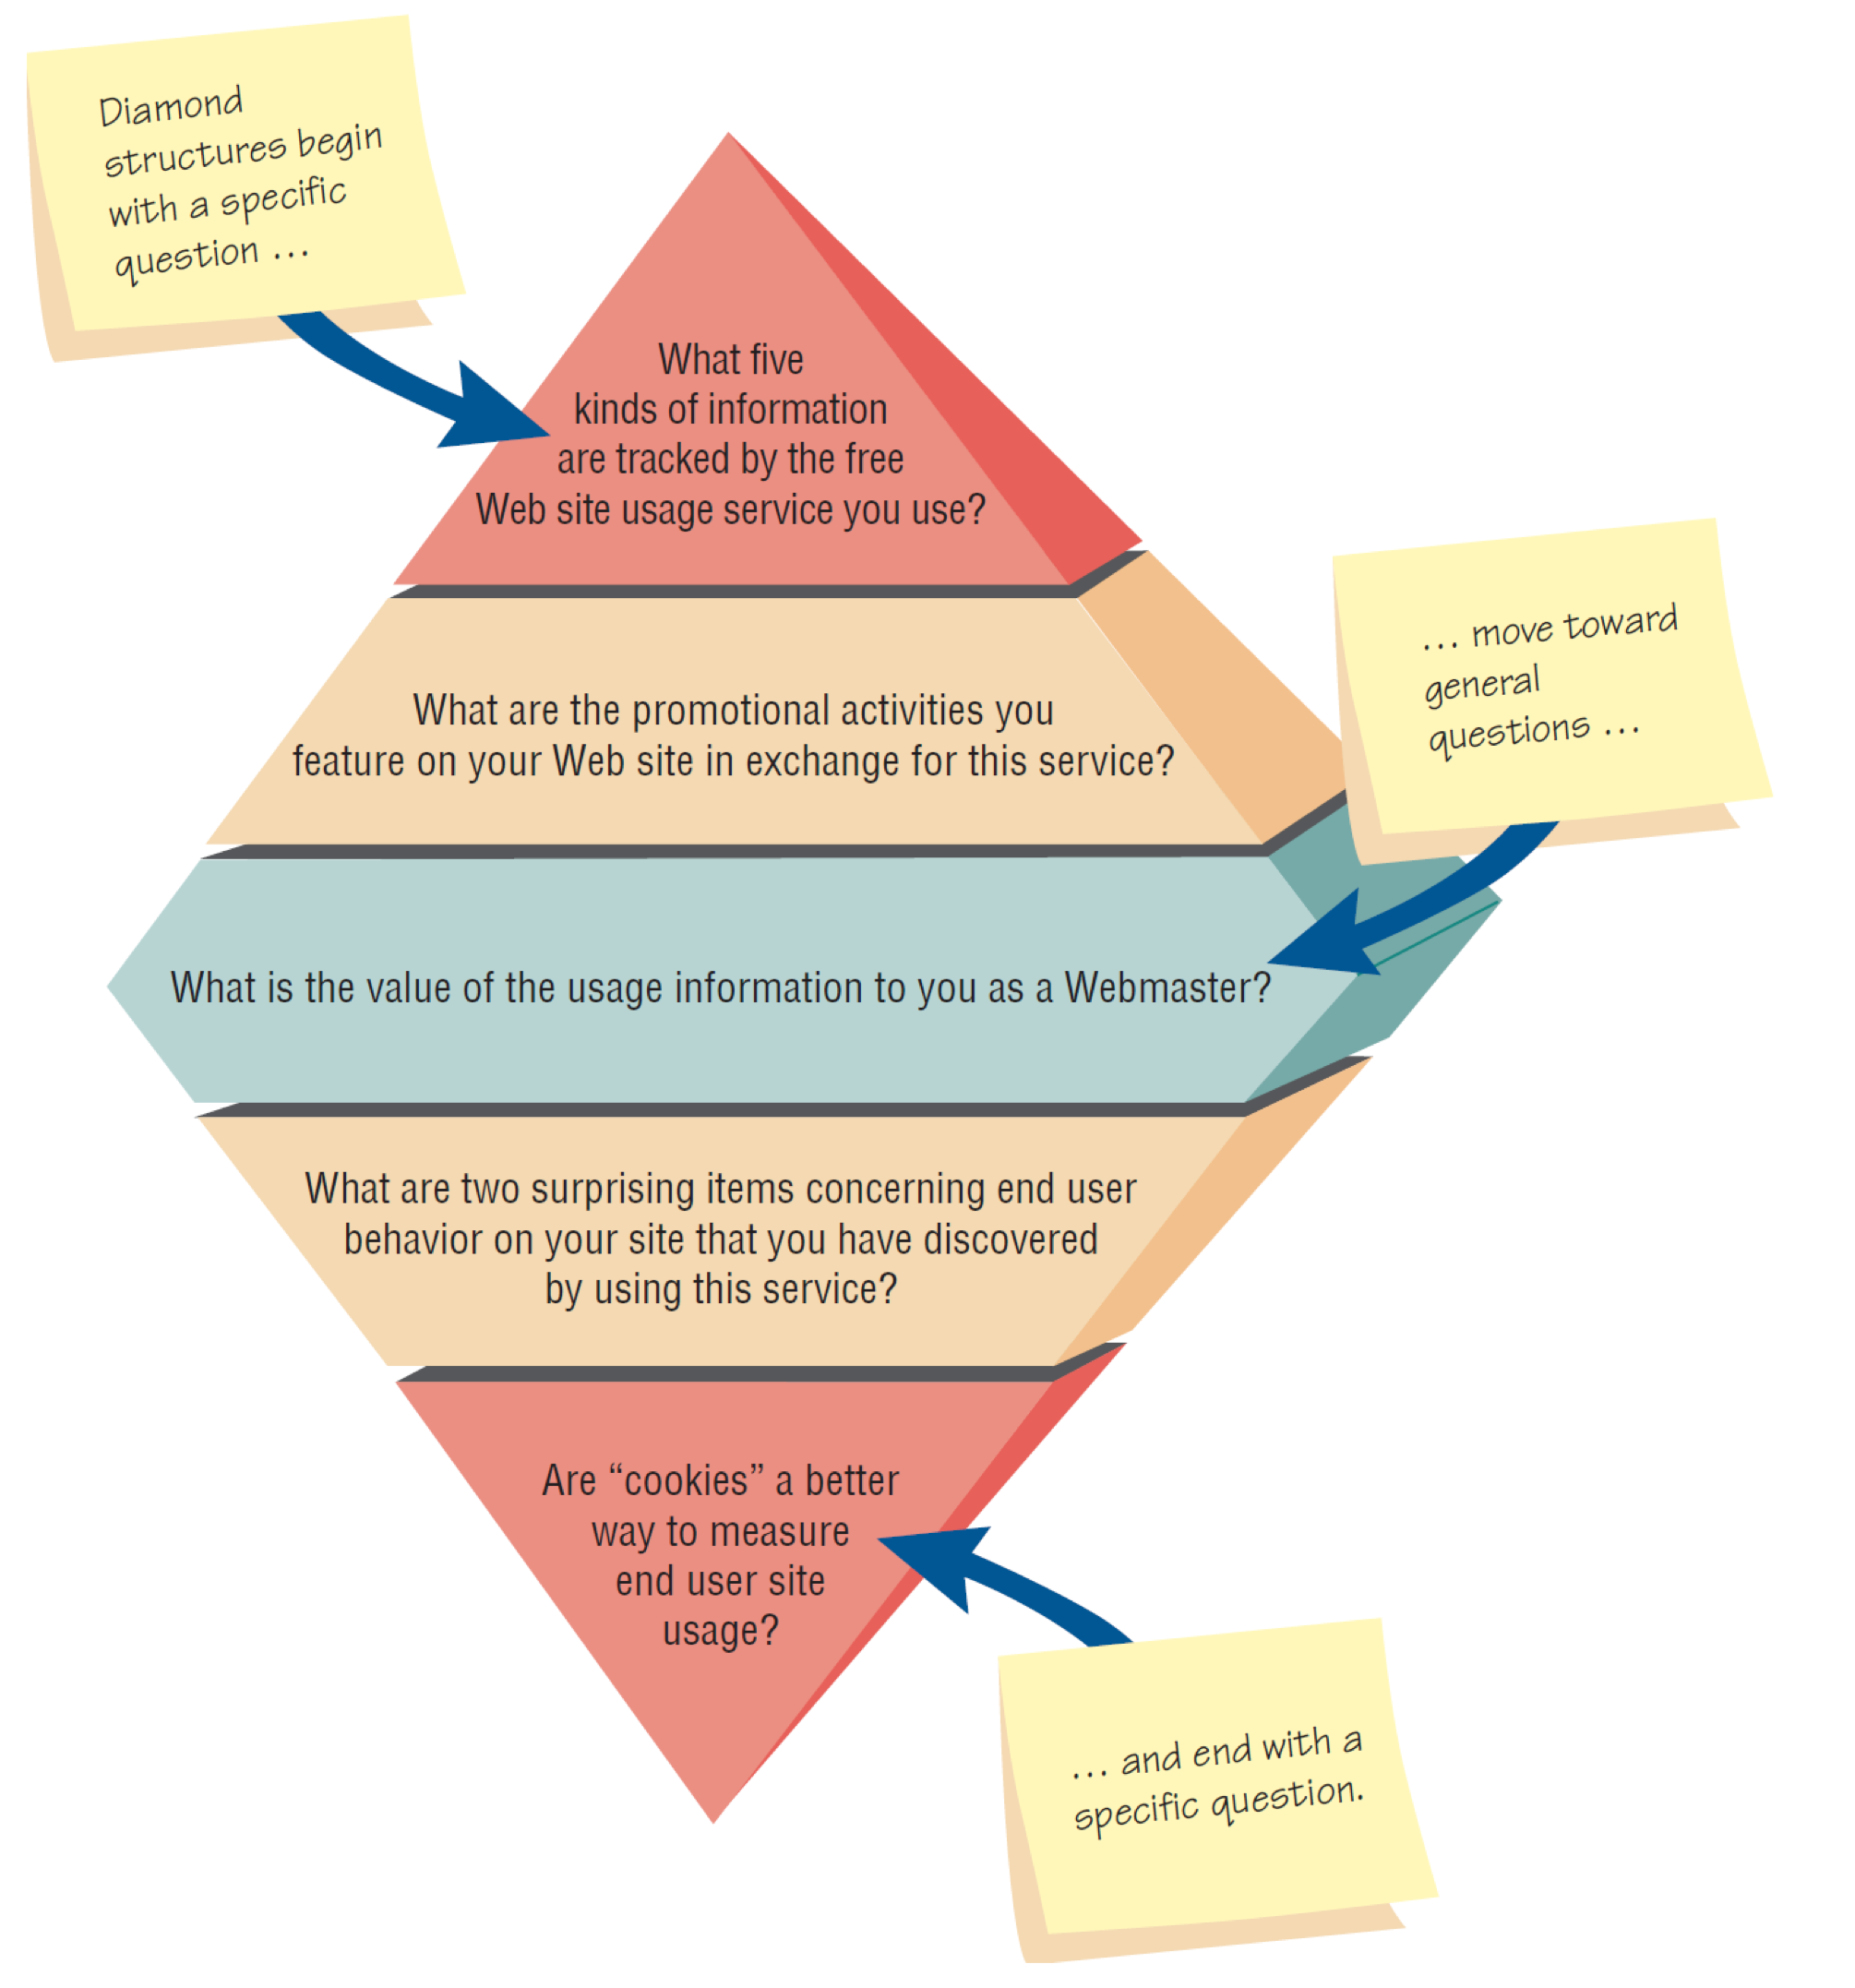 Diamond
structures begin
with a specific
question ...
What five
kinds of information
are tracked by the free
Web site usage service you use?
... move toward
general
questions ...
What are the promotional activities you
feature on your Web site in exchange for this service?
What is the value of the usage information to you as a Webmaster?
What are two surprising items concerning end user
behavior on your site that you have discovered
by using this service?
Are “cookies” a better
way to measure
end user site
usage?
... and end with a
specific question.